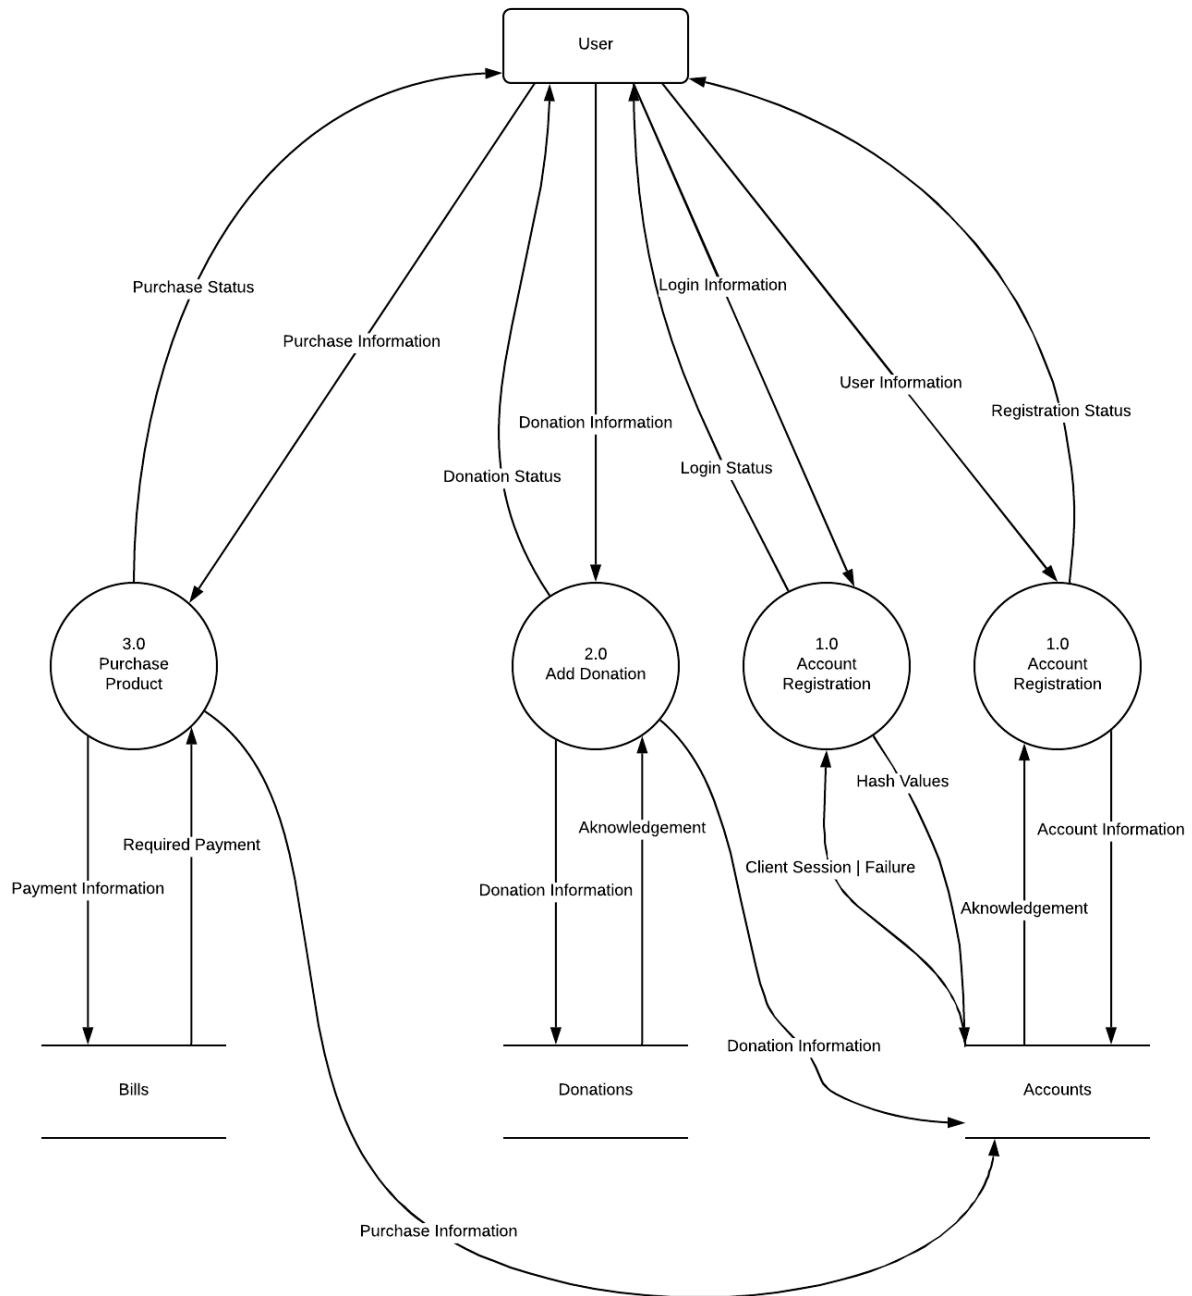 User
Purchase Status
Login Information
Purchase Information
User Information
Registration Status
Donation Information
Login Status
Donation Status
3.0
Purchase
Product
2.0
Add Donation
1.0
Account
Registration
1.0
Account
Registration
Hash Values
Aknowledgement
Account Information
Required Payment
Client Session | Failure
Payment Information
Donation Information
Aknowledgement
Donation Information
Bills
Donations
Accounts
Purchase Information